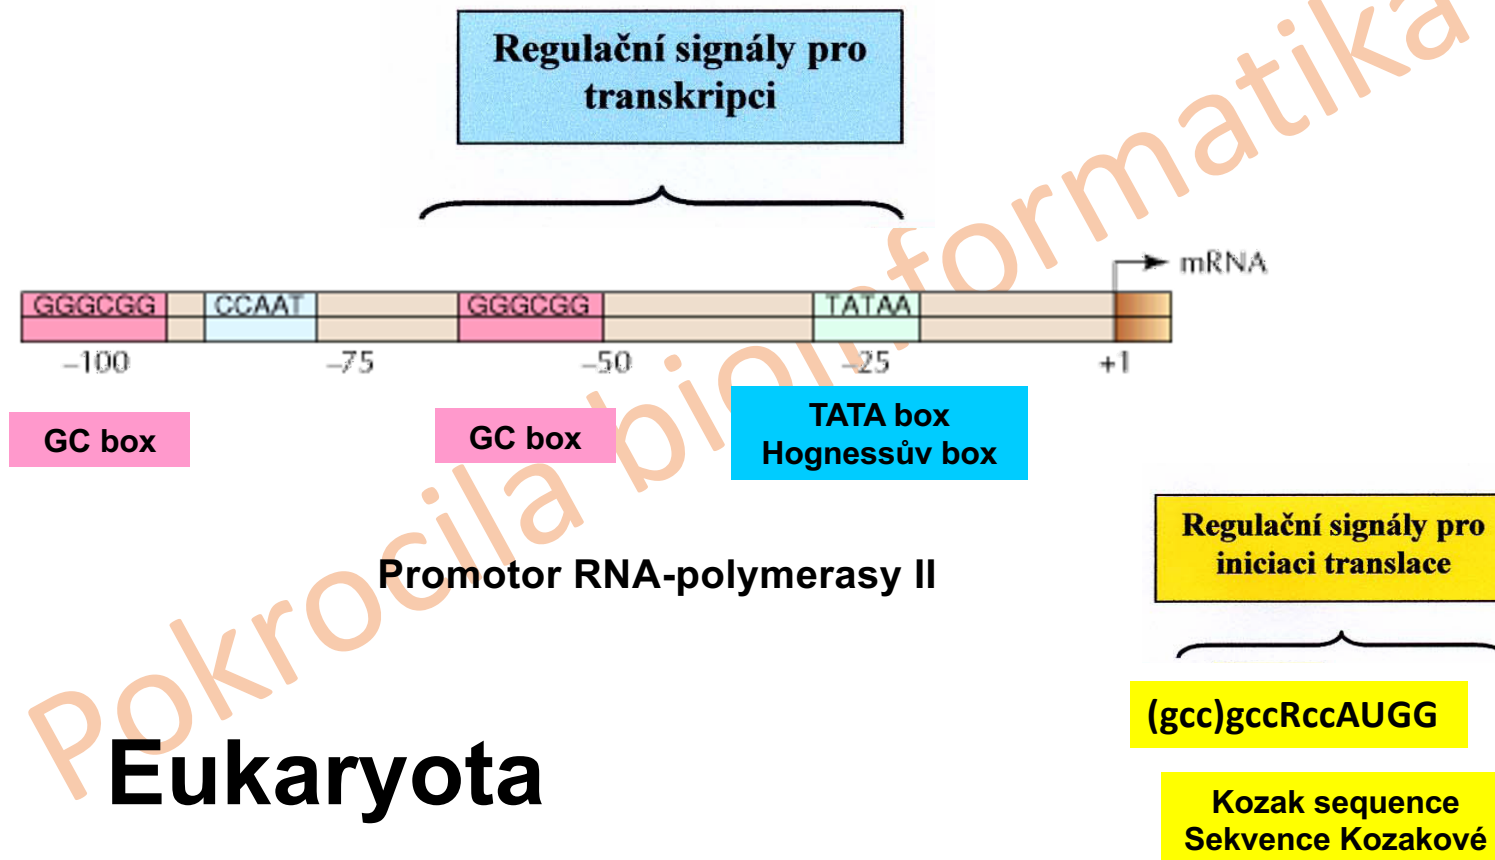 Regulační signály pro
transkripci
mRNA
GGGCGG CCAAT GGGCGG TATAA
–100 –75 –50 –25 +1
GC box
GC box
TATA box
Hognessův box
Regulační signály pro
iniciaci translace
Promotor RNA-polymerasy II
(gcc)gccRccAUGG
Eukaryota
Kozak sequence
Sekvence Kozakové
Pokrocila bioinformatika